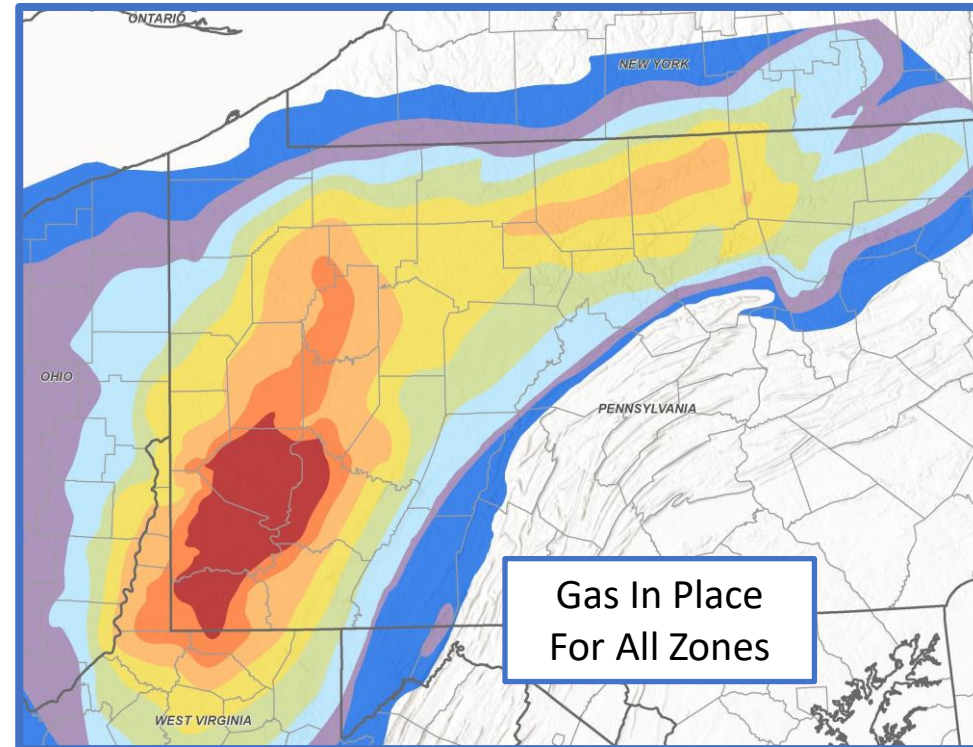 ONTARIO
NEW YORK
OHIO
PENNSYLVANIA
Gas In Place
For All Zones
WEST VIRGINIA